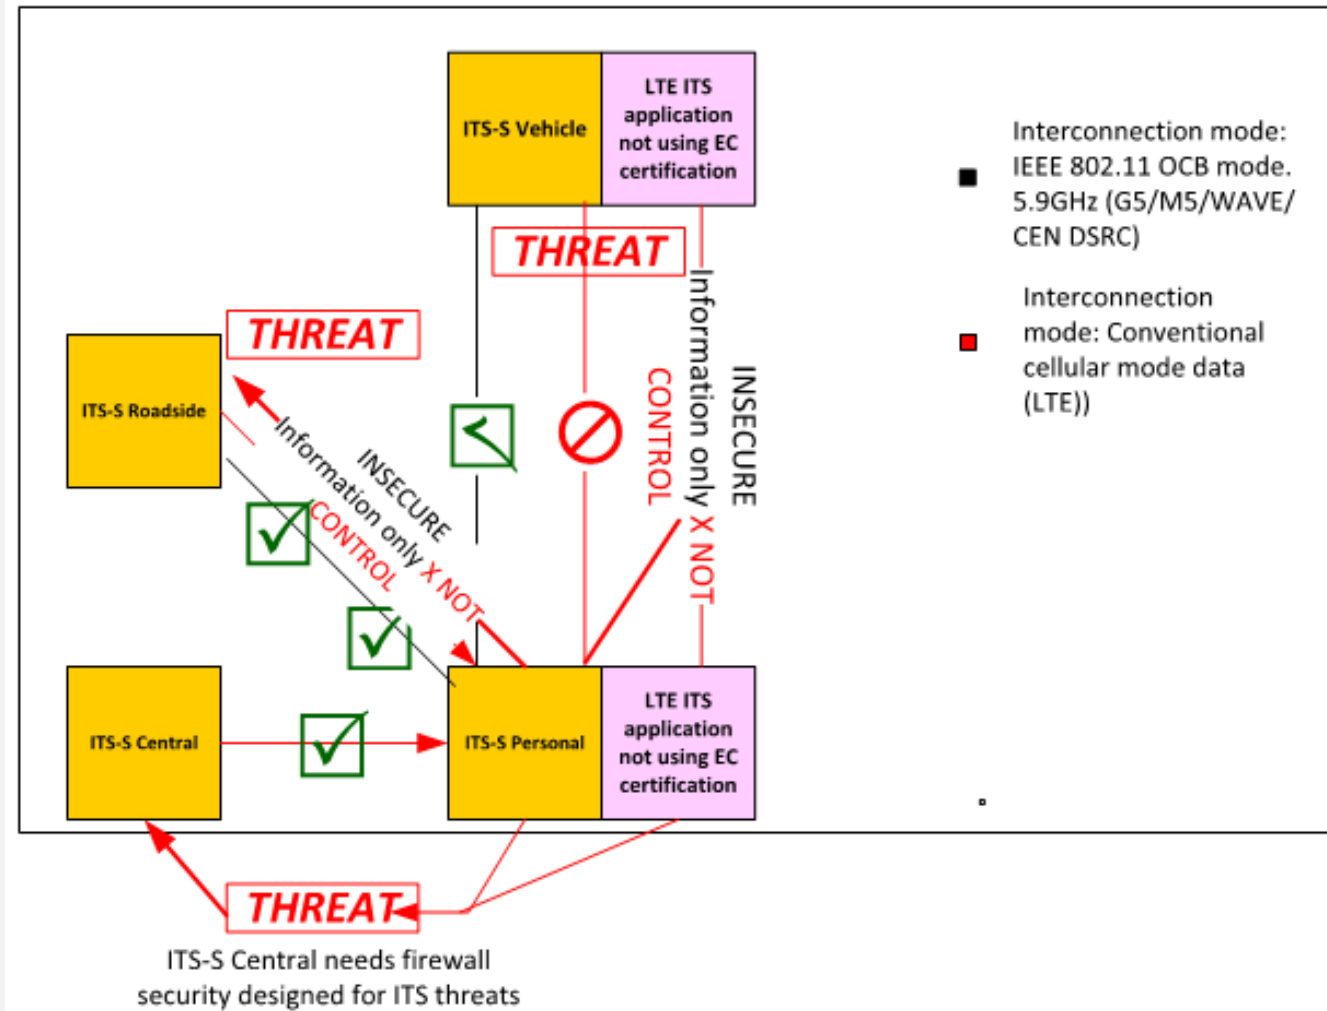 ITS-S Vehicle
LTE ITS
application
not using EC
certification
Interconnection mode:
IEEE 802.11 OCB mode.
5.9GHz (G5/M5/WAVE/
CEN DSRC)
THREAT
Interconnection
mode: Conventional
cellular mode data
(LTE))
THREAT
INSECURE
Information only X NOT
CONTROL
ITS-S Roadside
INSECURE
Information only X NOT
CONTROL
ITS-S Central
ITS-S Personal
LTE ITS
application
not using EC
certification
THREAT
ITS-S Central needs firewall
security designed for ITS threats